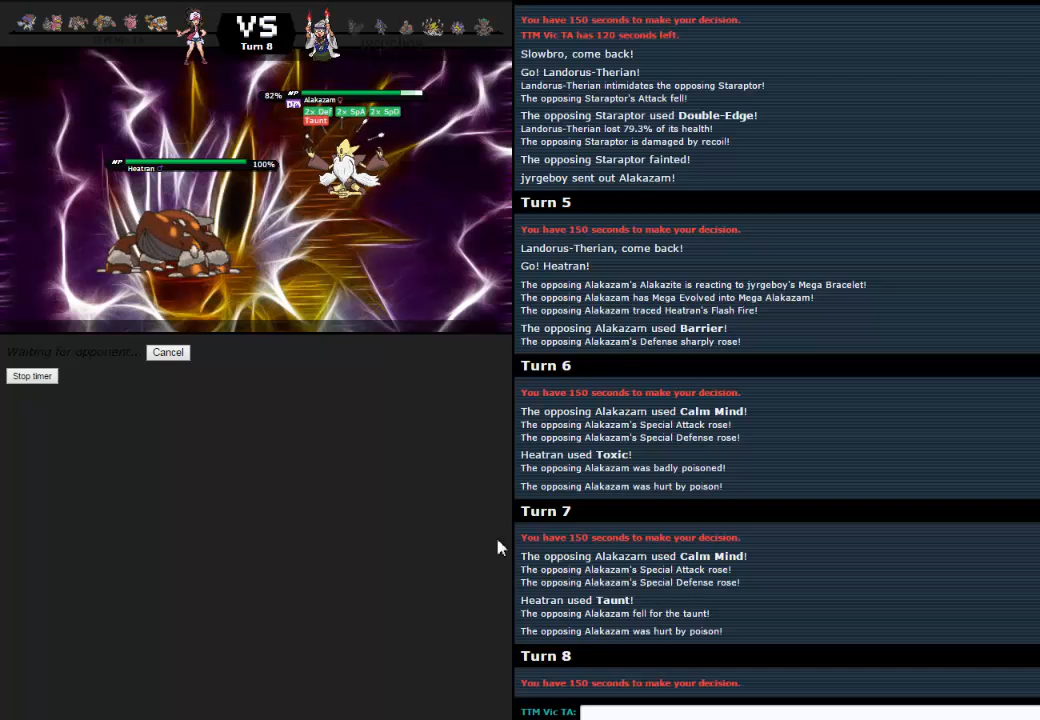 VS
Turn 8
82%
Alakazam ♀
2x Def 2x SpA 2x SpD
Taunt
Heatran ♂
100%
Waiting for opponent...
Cancel
Stop timer
You have 150 seconds to make your decision.
TTM Vic TA has 120 seconds left.
Slowbro, come back!
Go! Landorus-Therian!
Landorus-Therian intimidates the opposing Staraptor!
The opposing Staraptor's Attack fell!
The opposing Staraptor used Double-Edge!
Landorus-Therian lost 79.3% of its health!
The opposing Staraptor is damaged by recoil!
The opposing Staraptor fainted!
jyrgeboy sent out Alakazam!
Turn 5
You have 150 seconds to make your decision.
Landorus-Therian, come back!
Go! Heatran!
The opposing Alakazam's Alakazite is reacting to jyrgeboy's Mega Bracelet!
The opposing Alakazam has Mega Evolved into Mega Alakazam!
The opposing Alakazam traced Heatran's Flash Fire!
The opposing Alakazam used Barrier!
The opposing Alakazam's Defense sharply rose!
Turn 6
You have 150 seconds to make your decision.
The opposing Alakazam used Calm Mind!
The opposing Alakazam's Special Attack rose!
The opposing Alakazam's Special Defense rose!
Heatran used Toxic!
The opposing Alakazam was badly poisoned!
The opposing Alakazam was hurt by poison!
Turn 7
You have 150 seconds to make your decision.
The opposing Alakazam used Calm Mind!
The opposing Alakazam's Special Attack rose!
The opposing Alakazam's Special Defense rose!
Heatran used Taunt!
The opposing Alakazam fell for the taunt!
The opposing Alakazam was hurt by poison!
Turn 8
You have 150 seconds to make your decision.
TTM Vic TA: